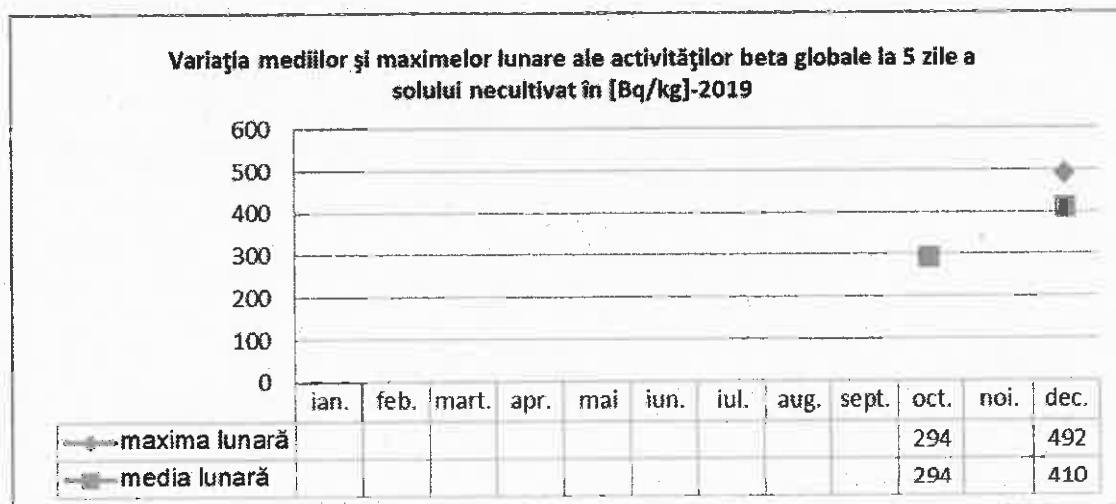 Variația mediilor și maximelor lunare ale activităților beta globale la 5 zile a
solului necultivat în [Bq/kg]-2019
600
500
400
300
200
100
0
ian. feb. mart. apr. mai iun. iul. aug. sept. oct. noi. dec.
maxima lunară 294 492
media lunară 294 410